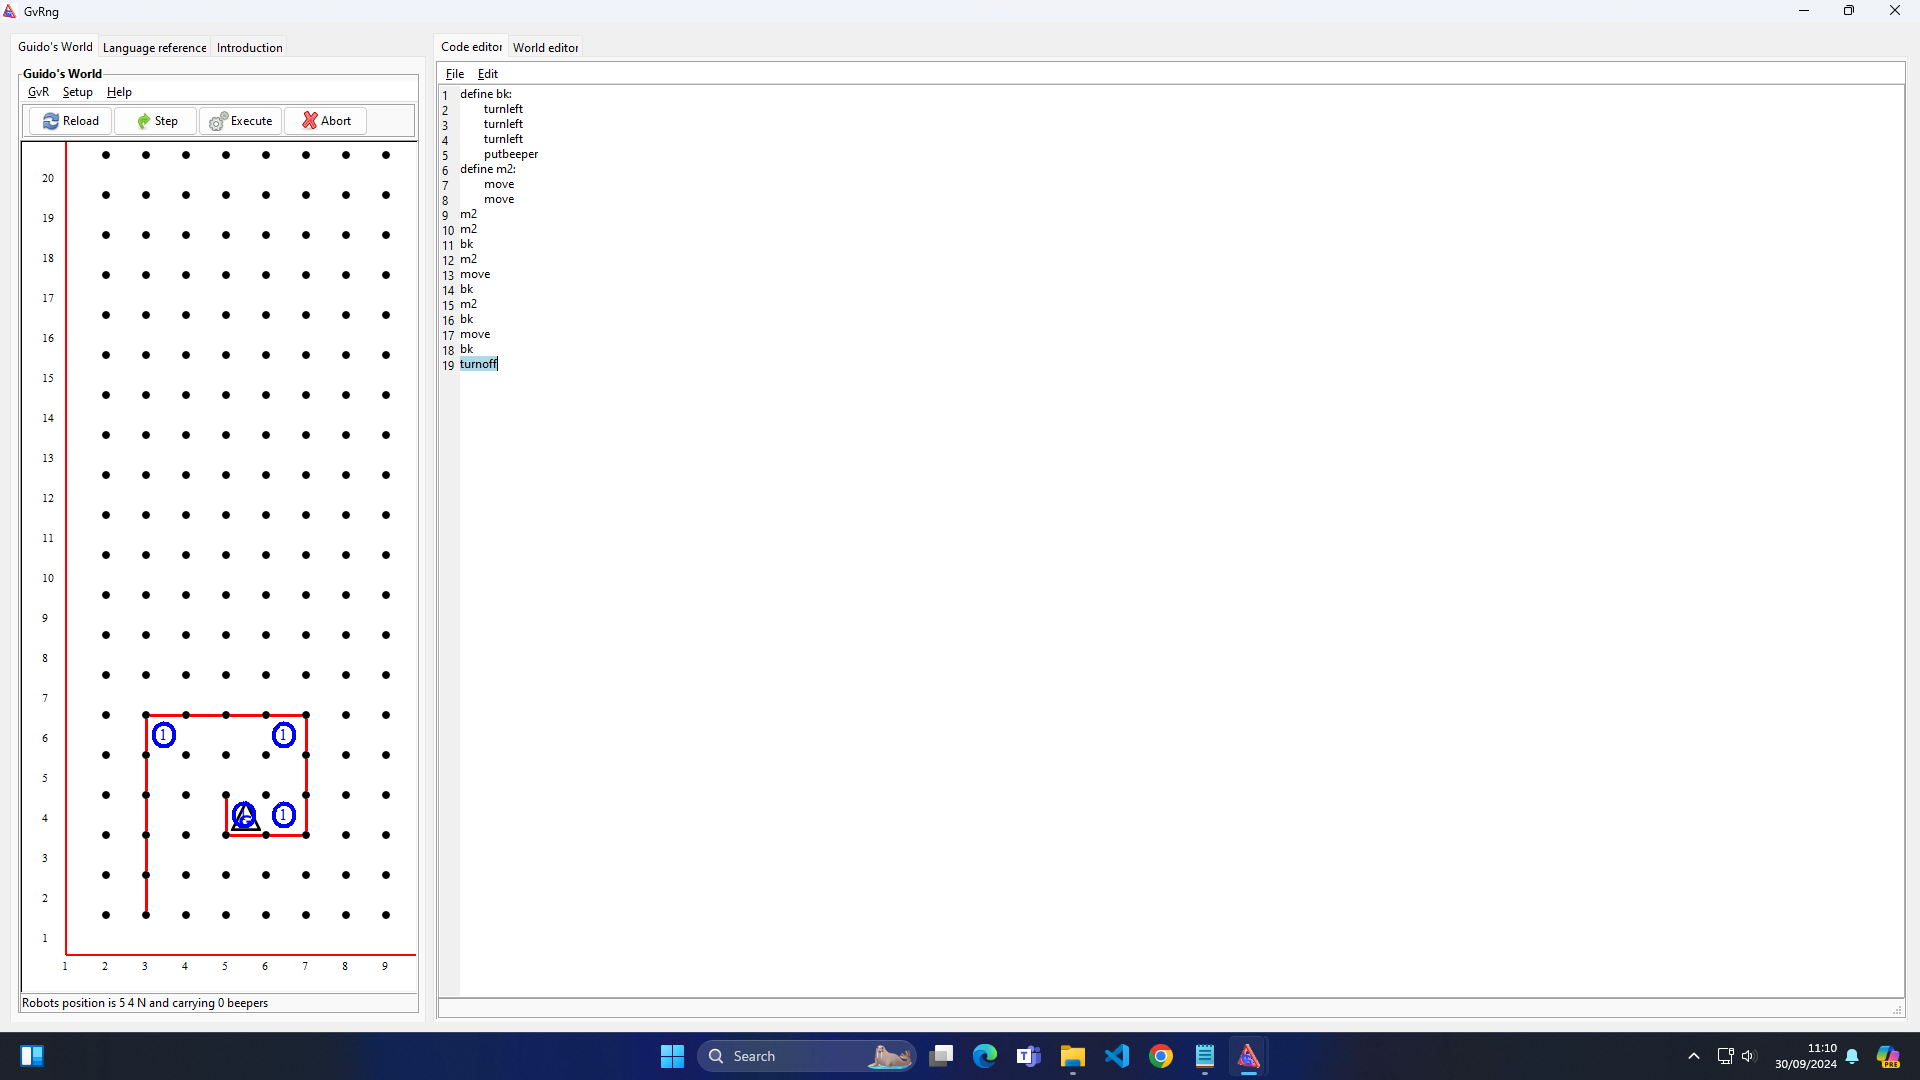 GvRng
Guido's World
Language reference
Introduction
Guido's World
GvR
Setup
Help
Reload
Step
Execute
Abort
20
19
18
17
16
15
14
13
12
11
10
9
8
7
6
5
4
3
2
1
1 1
1
G
1 2 3 4 5 6 7 8 9
Robots position is 5 4 N and carrying 0 beepers
Code editor
World editor
File
Edit
1 define bk:
2 turnleft
3 turnleft
4 turnleft
5 putbeeper
6 define m2:
7 move
8 move
9 m2
10 m2
11 bk
12 m2
13 move
14 bk
15 m2
16 bk
17 move
18 bk
19 turnoff
Search
11:10
30/09/2024
PRE